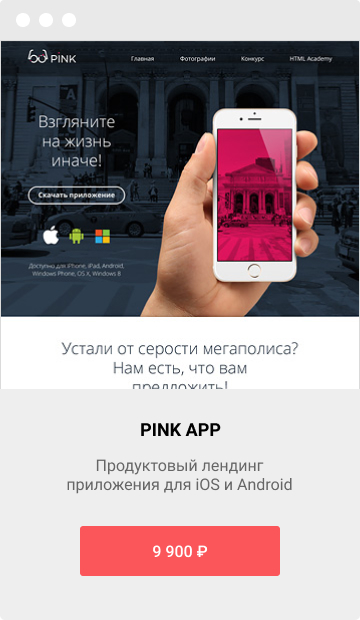 PINK
Главная Фотографии Конкурс HTML Academy
Взгляните
на жизнь
иначе!
Скачать приложение
Доступно для iPhone, iPad, Android,
Windows Phone, OS X, Windows 8
Устали от серости мегаполиса?
Нам есть, что вам
предложить!
PINK APP
Продуктовый лендинг
приложения для iOS и Android
9 900 ₽